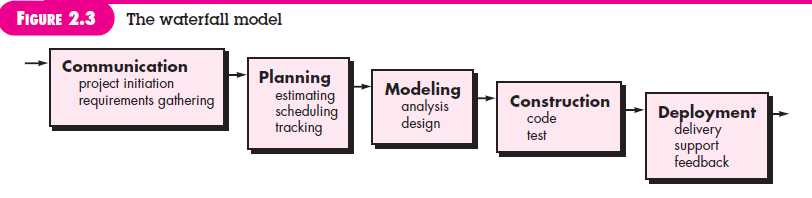 FIGURE 2.3 The waterfall model
Communication
project initiation
requirements gathering
Planning
estimating
scheduling
tracking
Modeling
analysis
design
Construction
code
test
Deployment
delivery
support
feedback